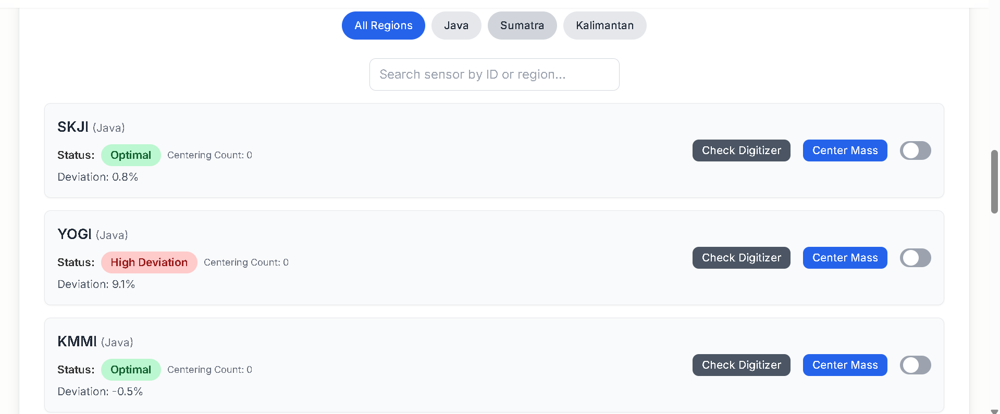 All Regions Java Sumatra Kalimantan
Search sensor by ID or region...
SKJI (Java)
Status: Optimal Centering Count: 0
Deviation: 0.8%
Check Digitizer Center Mass
YOGI (Java)
Status: High Deviation Centering Count: 0
Deviation: 9.1%
Check Digitizer Center Mass
KMMI (Java)
Status: Optimal Centering Count: 0
Deviation: -0.5%
Check Digitizer Center Mass